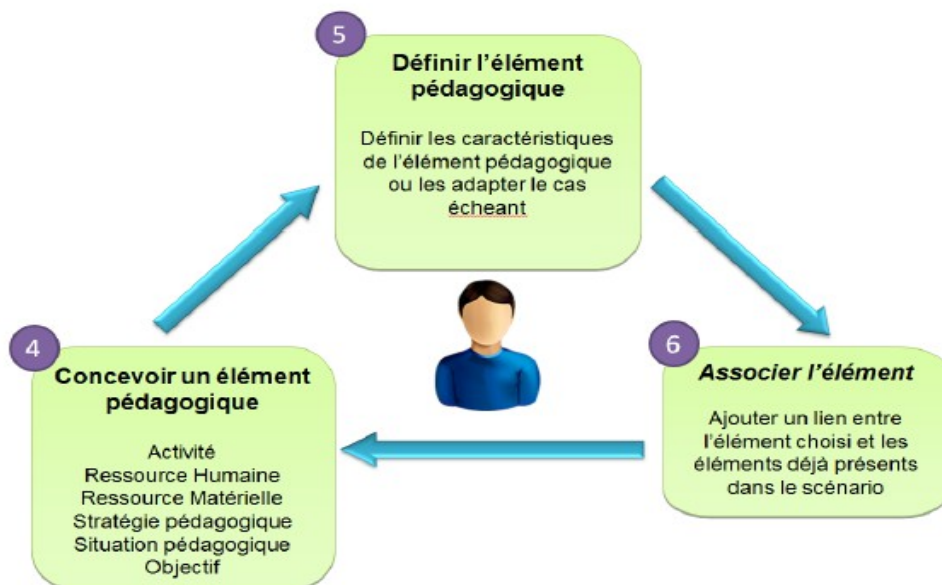 5
Définir l'élément
pédagogique
Définir les caractéristiques
de l'élément pédagogique
ou les adapter le cas
écheant
4
Concevoir un élément
pédagogique
Activité
Ressource Humaine
Ressource Matérielle
Stratégie pédagogique
Situation pédagogique
Objectif
6
Associer l'élément
Ajouter un lien entre
l'élément choisi et les
éléments déjà présents
dans le scénario